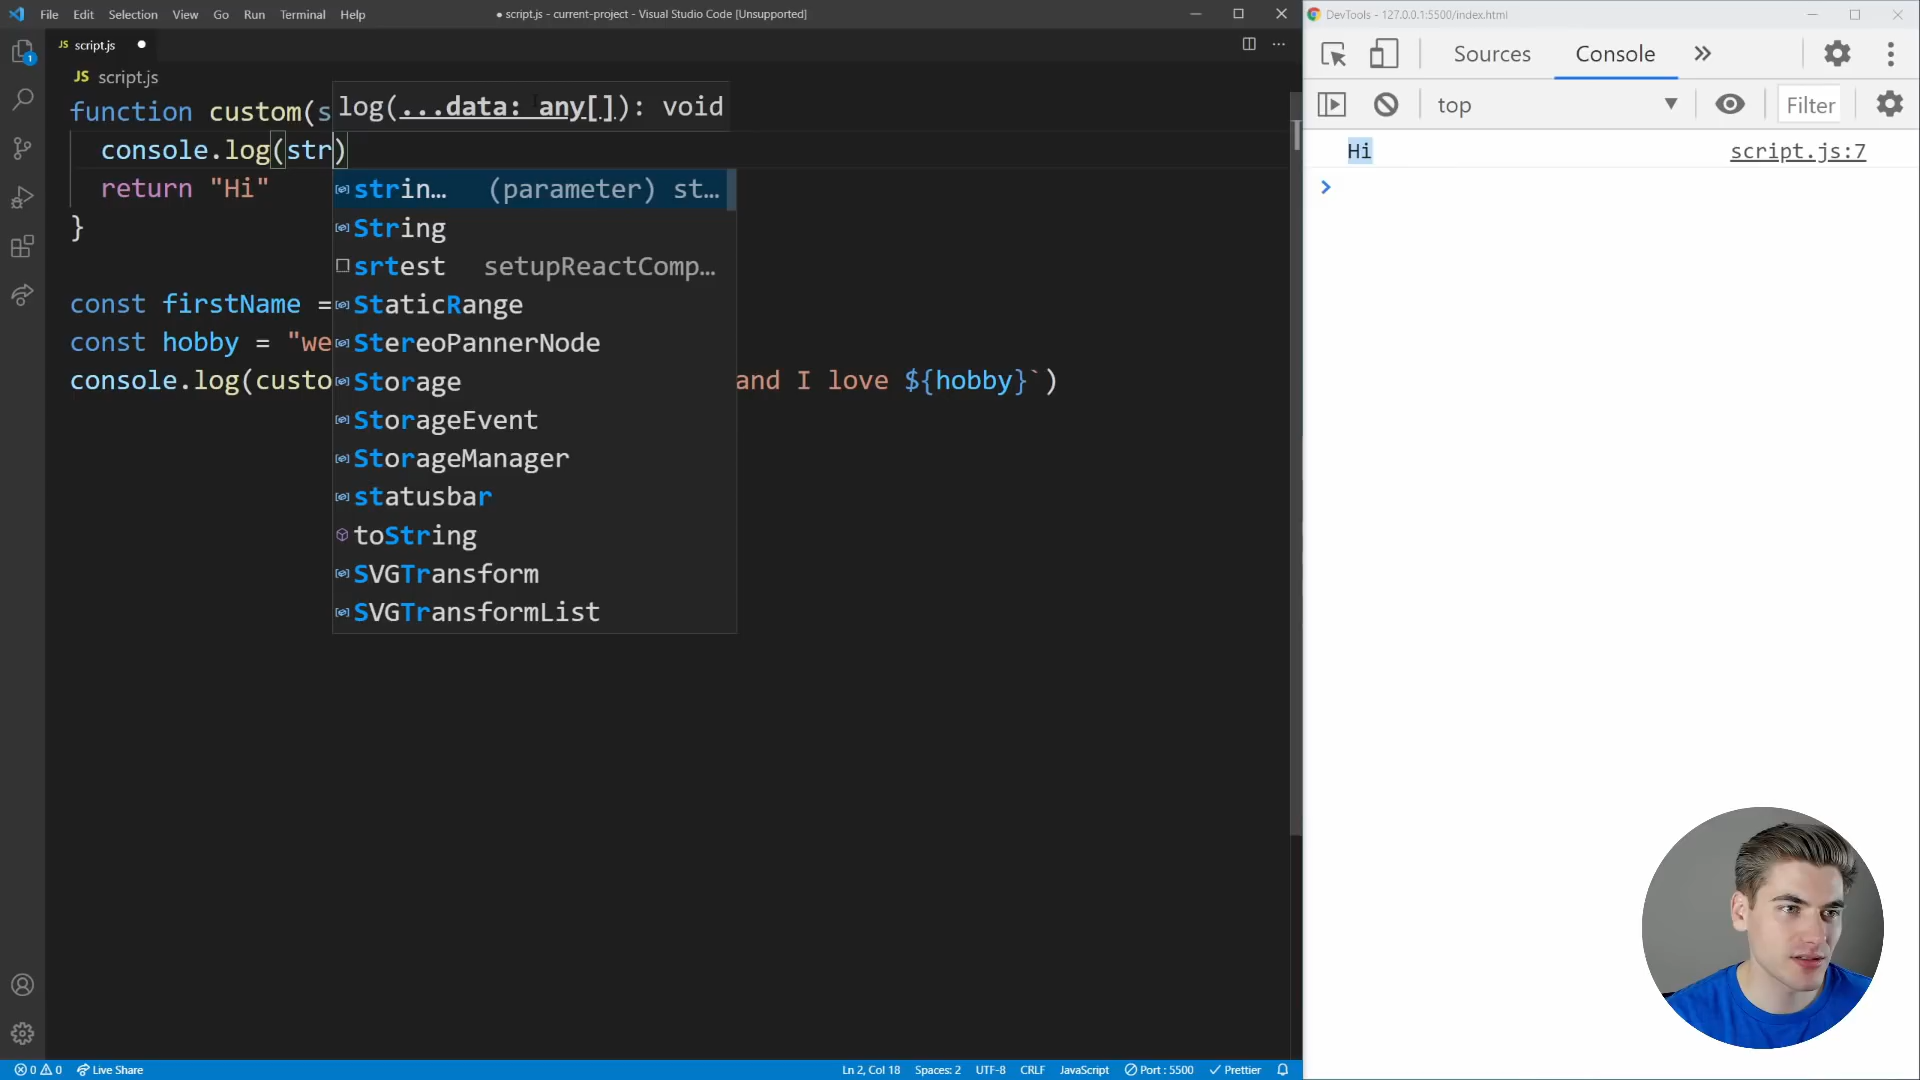 File Edit Selection View Go Run Terminal Help
● script.js - current-project - Visual Studio Code [Unsupported]
JS script.js ●
JS script.js
function custom(s
log(...data: any[]): void
console.log(str)
return "Hi"
}
const firstName =
const hobby = "we
console.log(custo
and I love ${hobby}`)
strin… (parameter) st…
String
srtest setupReactComp…
StaticRange
StereoPannerNode
Storage
StorageEvent
StorageManager
statusbar
toString
SVGTransform
SVGTransformList
1
0 0 Live Share
Ln 2, Col 18 Spaces: 2 UTF-8 CRLF JavaScript Port : 5500 Prettier
DevTools - 127.0.0.1:5500/index.html
Sources Console »
top Filter
Hi script.js:7